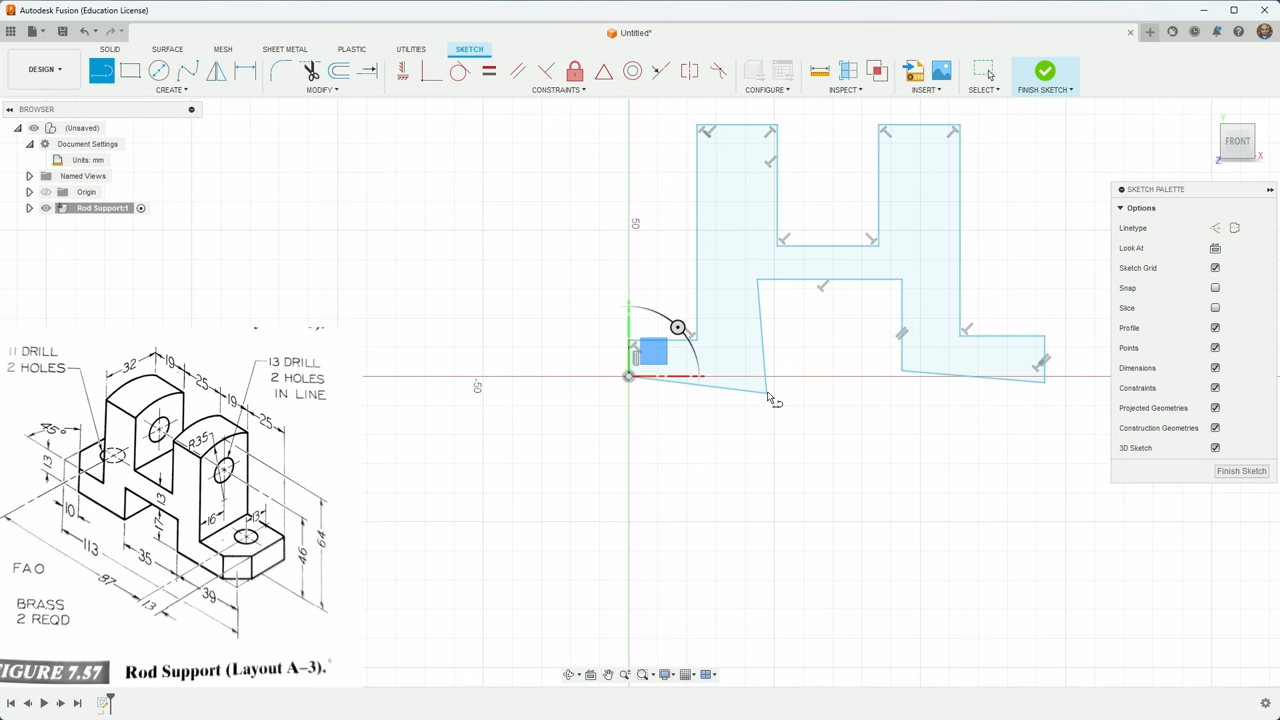 Autodesk Fusion (Education License)
Untitled*
SOLID SURFACE MESH SHEET METAL PLASTIC UTILITIES SKETCH
DESIGN
CREATE MODIFY CONSTRAINTS CONFIGURE INSPECT INSERT SELECT FINISH SKETCH
BROWSER
(Unsaved)
Document Settings
Units: mm
Named Views
Origin
Rod Support:1
50
-50
Y
FRONT
X
Z
SKETCH PALETTE
Options
Linetype
Look At
Sketch Grid
Snap
Slice
Profile
Points
Dimensions
Constraints
Projected Geometries
Construction Geometries
3D Sketch
Finish Sketch
11 DRILL
2 HOLES
13 DRILL
2 HOLES
IN LINE
32
19
25
19
25
45°
R35
13
13
17
16
13
10
113
35
46
64
87
13
39
FAO
BRASS
2 REQD
FIGURE 7.57 Rod Support (Layout A–3).